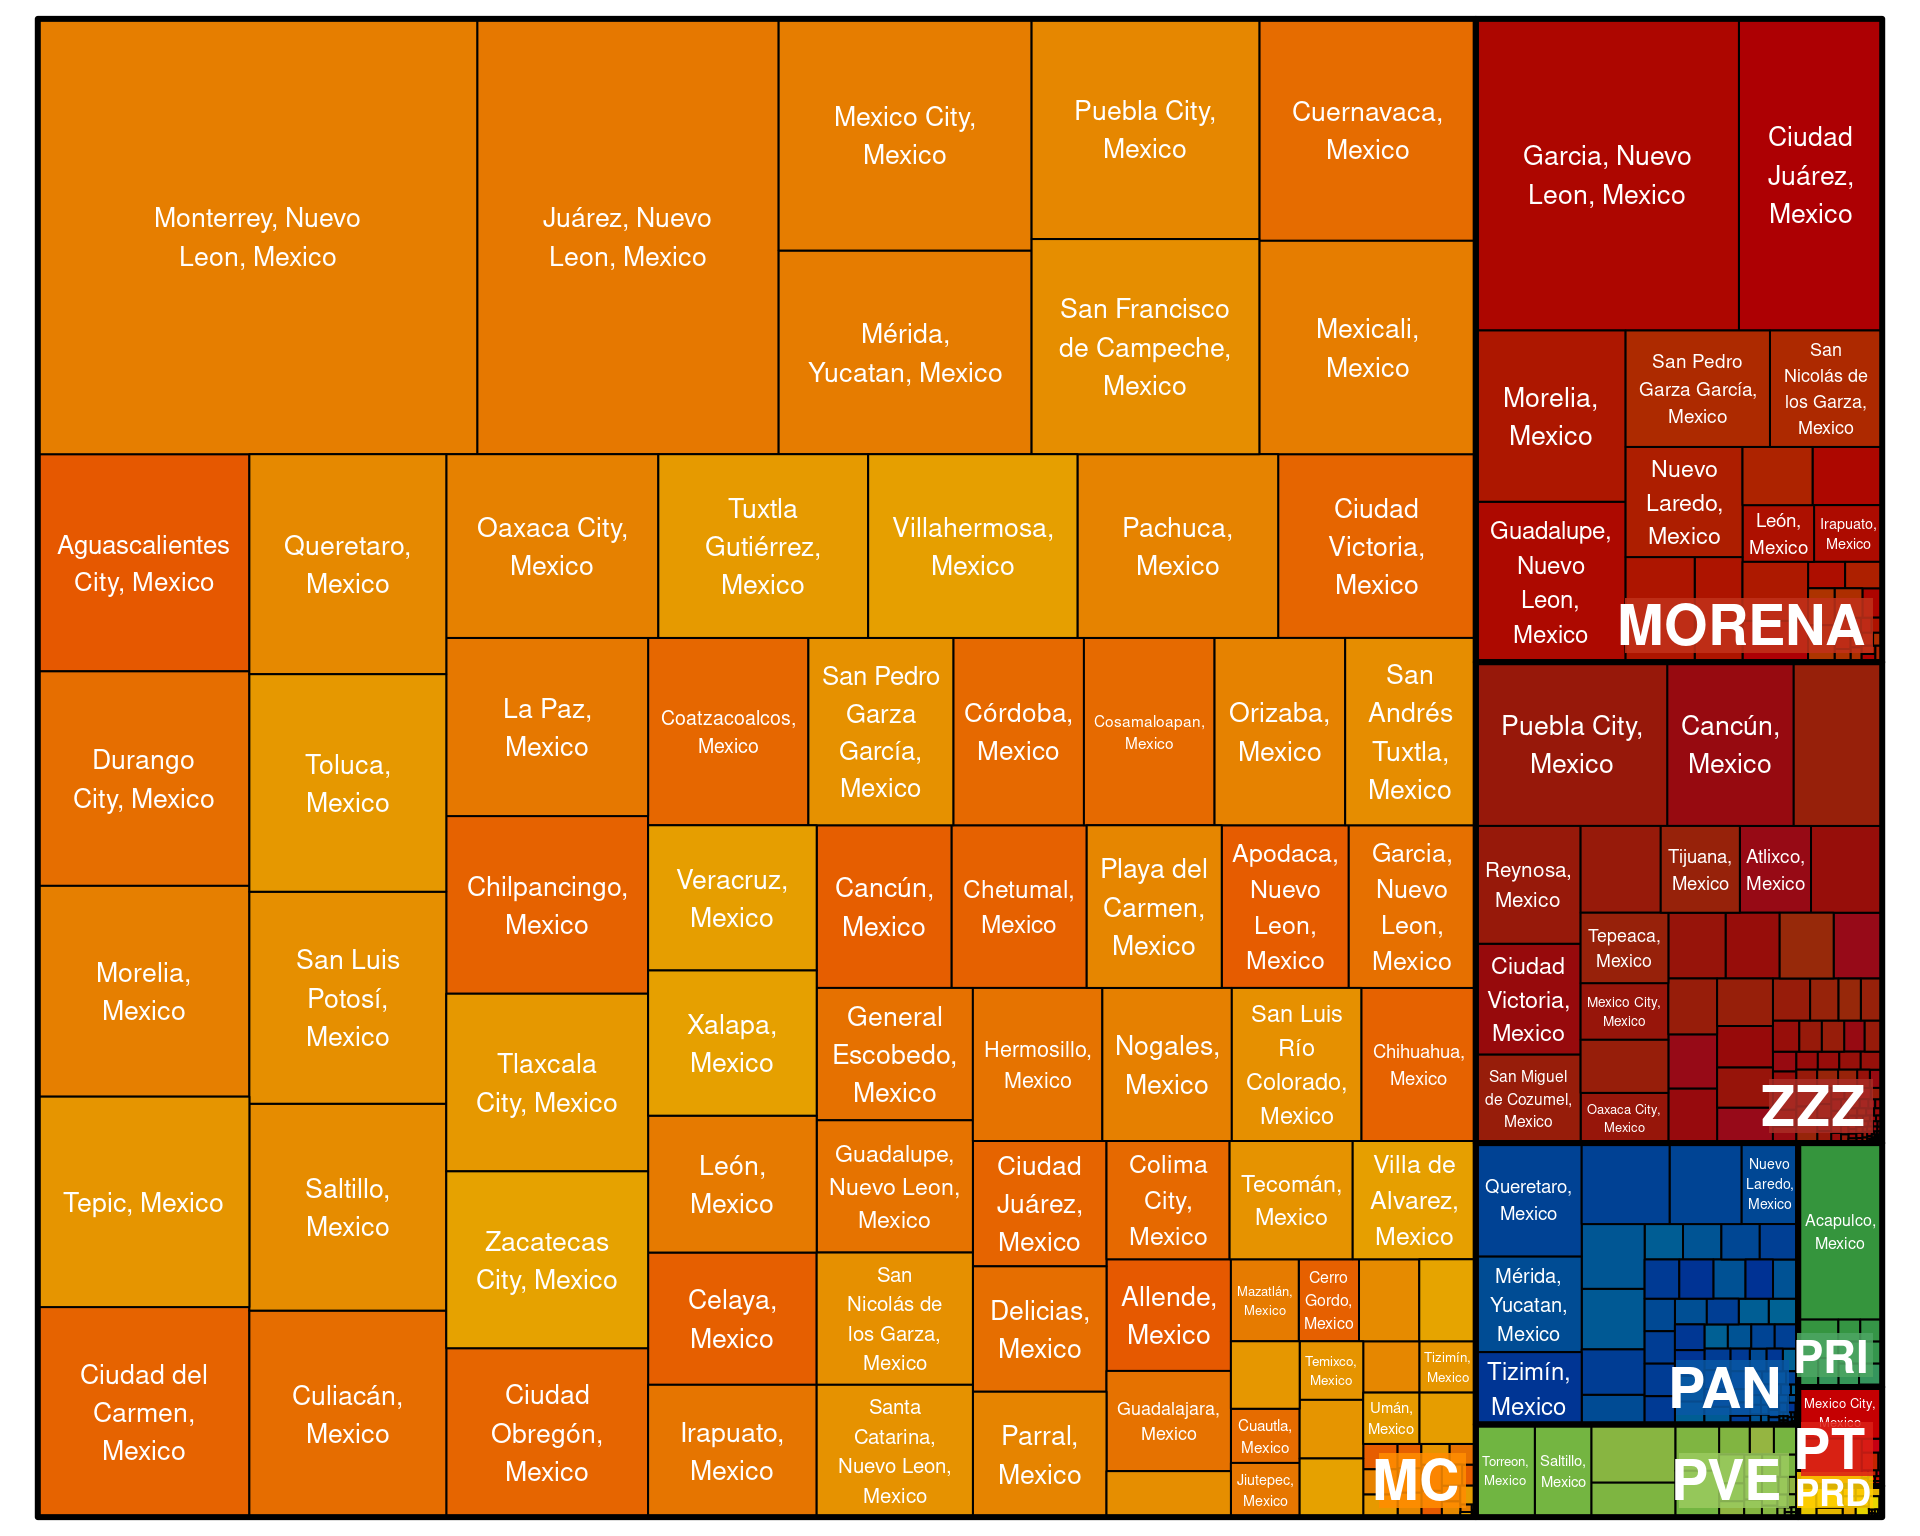 Monterrey, Nuevo
Leon, Mexico
Juárez, Nuevo
Leon, Mexico
Mexico City,
Mexico
Mérida,
Yucatan, Mexico
Puebla City,
Mexico
San Francisco
de Campeche,
Mexico
Cuernavaca,
Mexico
Mexicali,
Mexico
Aguascalientes
City, Mexico
Durango
City, Mexico
Morelia,
Mexico
Tepic, Mexico
Ciudad del
Carmen,
Mexico
Queretaro,
Mexico
Toluca,
Mexico
San Luis
Potosí,
Mexico
Saltillo,
Mexico
Culiacán,
Mexico
Oaxaca City,
Mexico
Tuxtla
Gutiérrez,
Mexico
Villahermosa,
Mexico
Pachuca,
Mexico
Ciudad
Victoria,
Mexico
La Paz,
Mexico
Chilpancingo,
Mexico
Tlaxcala
City, Mexico
Zacatecas
City, Mexico
Ciudad
Obregón,
Mexico
Coatzacoalcos,
Mexico
San Pedro
Garza
García,
Mexico
Córdoba,
Mexico
Cosamaloapan,
Mexico
Orizaba,
Mexico
San
Andrés
Tuxtla,
Mexico
Veracruz,
Mexico
Xalapa,
Mexico
León,
Mexico
Celaya,
Mexico
Irapuato,
Mexico
Cancún,
Mexico
Chetumal,
Mexico
Playa del
Carmen,
Mexico
Apodaca,
Nuevo
Leon,
Mexico
Garcia,
Nuevo
Leon,
Mexico
General
Escobedo,
Mexico
Guadalupe,
Nuevo Leon,
Mexico
San
Nicolás de
los Garza,
Mexico
Santa
Catarina,
Nuevo Leon,
Mexico
Hermosillo,
Mexico
Nogales,
Mexico
San Luis
Río
Colorado,
Mexico
Chihuahua,
Mexico
Ciudad
Juárez,
Mexico
Delicias,
Mexico
Parral,
Mexico
Colima
City,
Mexico
Tecomán,
Mexico
Villa de
Alvarez,
Mexico
Allende,
Mexico
Guadalajara,
Mexico
Mazatlán,
Mexico
Cerro
Gordo,
Mexico
Temixco,
Mexico
Tizimín,
Mexico
Cuautla,
Mexico
Umán,
Mexico
Jiutepec,
Mexico
MC
Garcia, Nuevo
Leon, Mexico
Ciudad
Juárez,
Mexico
Morelia,
Mexico
Guadalupe,
Nuevo
Leon,
Mexico
San Pedro
Garza García,
Mexico
San
Nicolás de
los Garza,
Mexico
Nuevo
Laredo,
Mexico
León,
Mexico
Irapuato,
Mexico
MORENA
Puebla City,
Mexico
Cancún,
Mexico
Reynosa,
Mexico
Ciudad
Victoria,
Mexico
San Miguel
de Cozumel,
Mexico
Tijuana,
Mexico
Atlixco,
Mexico
Tepeaca,
Mexico
Mexico City,
Mexico
Oaxaca City,
Mexico
ZZZ
Queretaro,
Mexico
Mérida,
Yucatan,
Mexico
Tizimín,
Mexico
Nuevo
Laredo,
Mexico
PAN
Acapulco,
Mexico
PRI
Mexico City,
Mexico
PT
PRD
Torreon,
Mexico
Saltillo,
Mexico
PVE